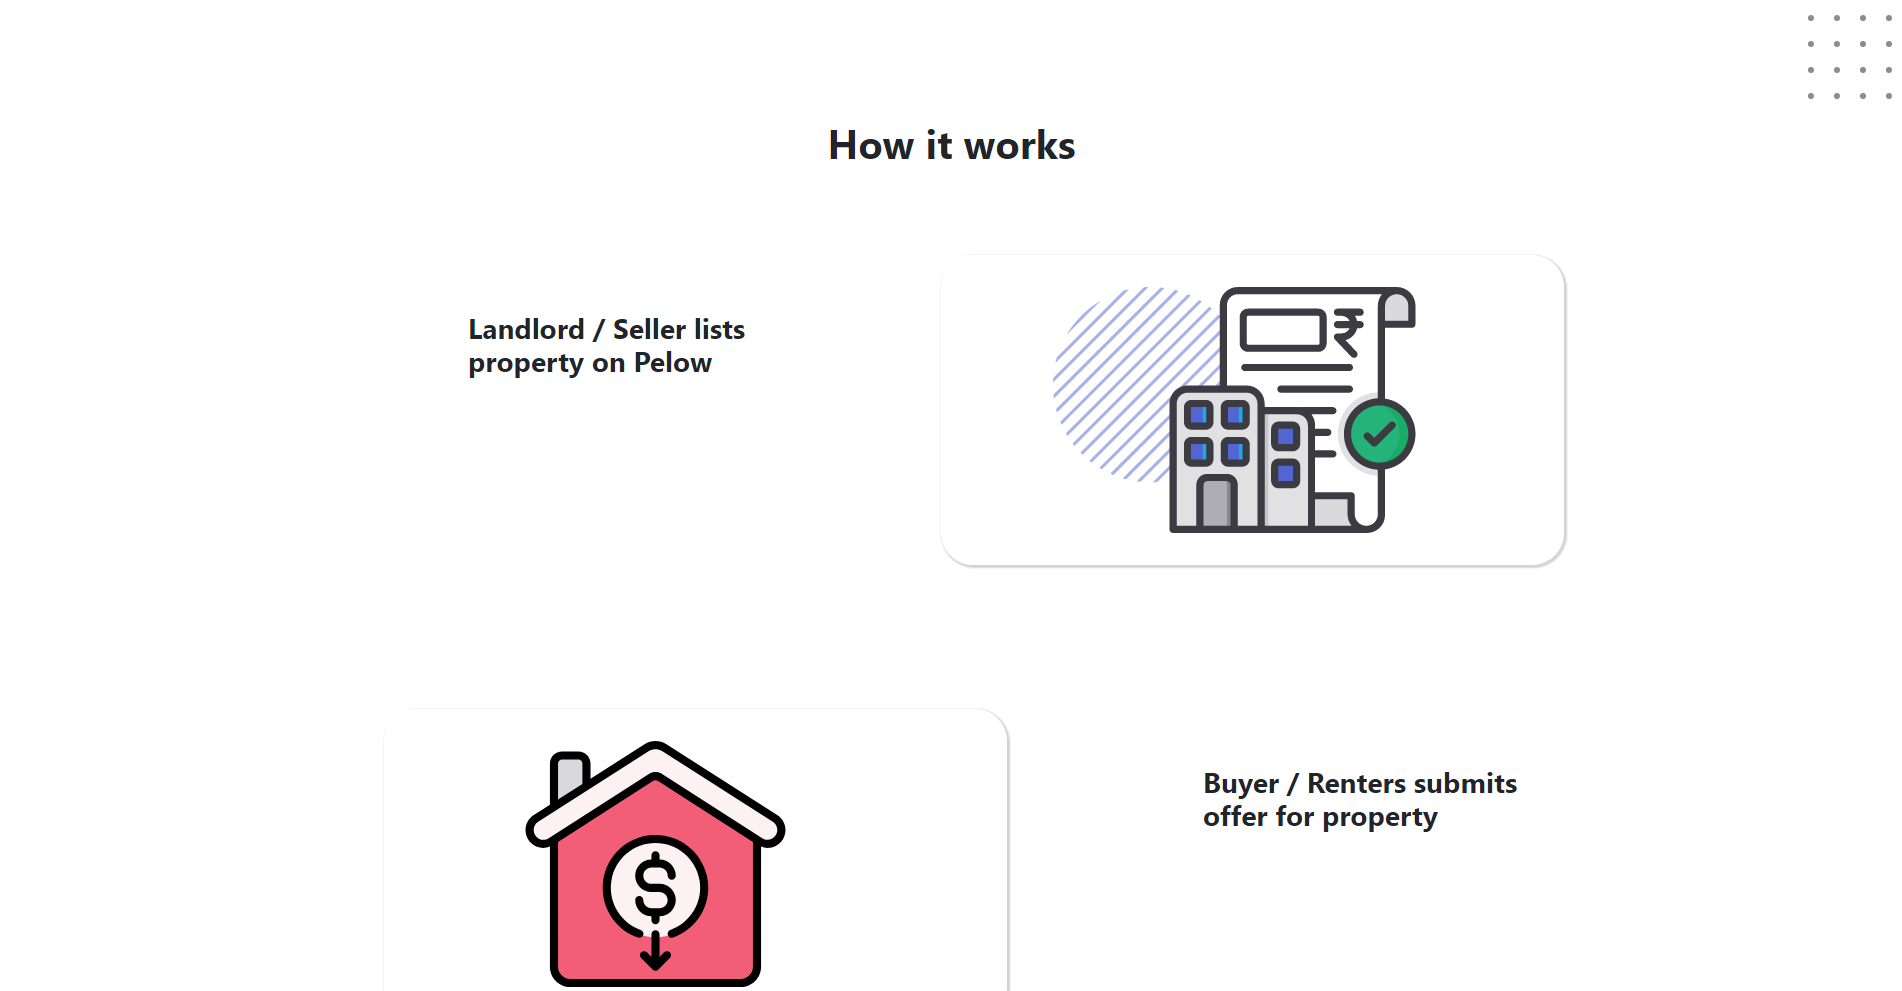 How it works
Landlord / Seller lists
property on Pelow
₹
Buyer / Renters submits
offer for property
$